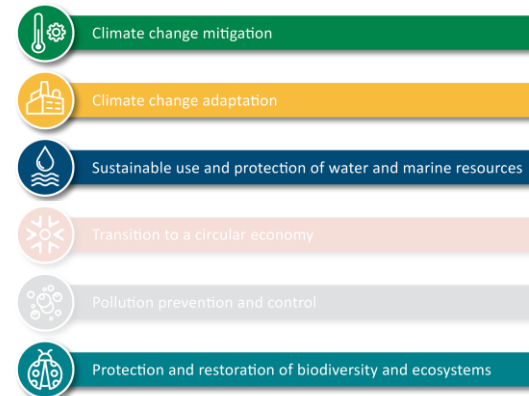 Climate change mitigation
Climate change adaptation
Sustainable use and protection of water and marine resources
Transition to a circular economy
Pollution prevention and control
Protection and restoration of biodiversity and ecosystems